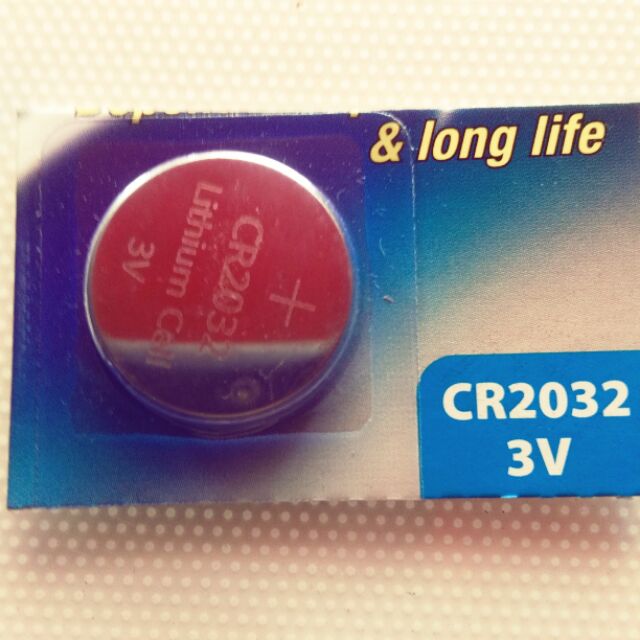 & long life
CR2032
Lithium Cell
3V
+
CR2032
3V